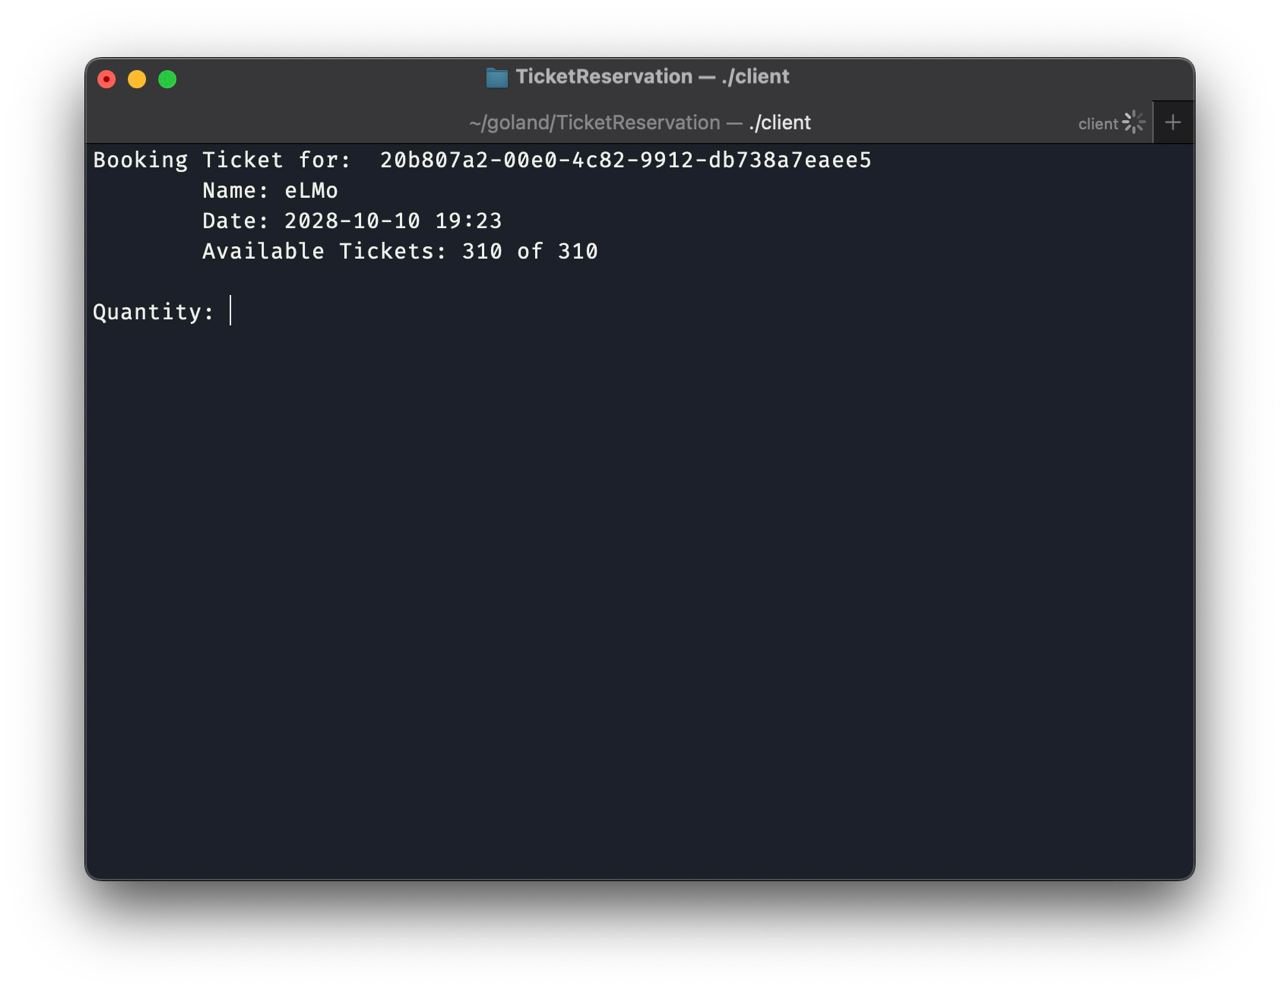 TicketReservation — ./client
~/goland/TicketReservation — ./client
client
Booking Ticket for:  20b807a2-00e0-4c82-9912-db738a7eaee5
        Name: eLMo
        Date: 2028-10-10 19:23
        Available Tickets: 310 of 310
Quantity: